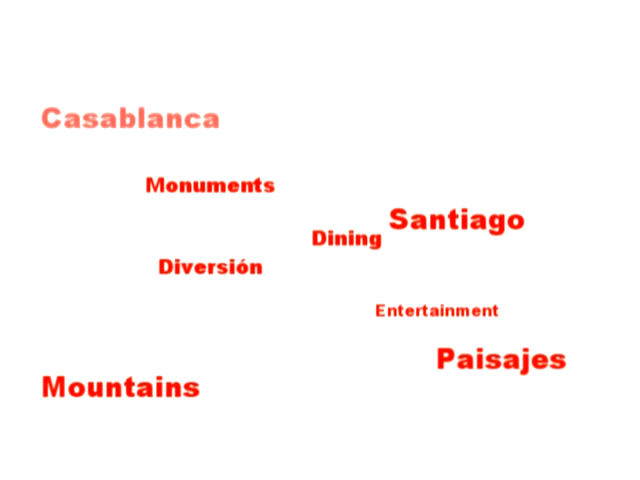 Casablanca
Monuments
Santiago
Dining
Diversión
Entertainment
Paisajes
Mountains